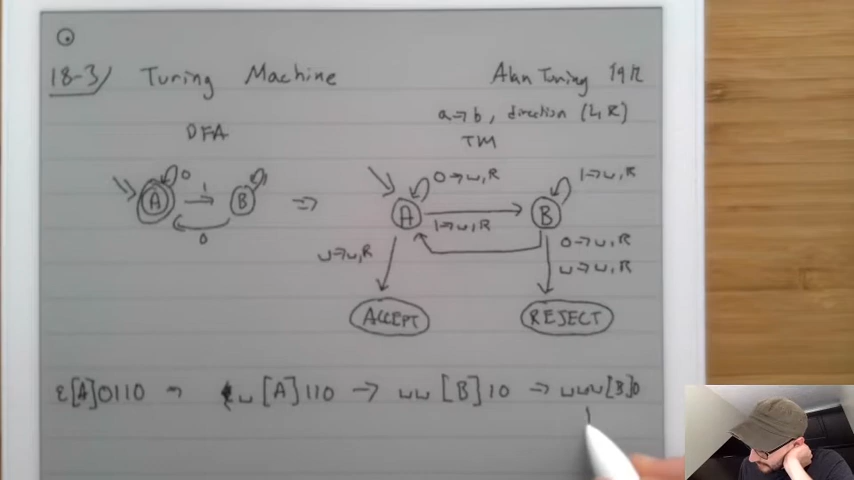 18-3/ Turing Machine Alan Turing
a→b, direction (L,R)
DFA TM
0 1 0→⊔,R 1→⊔,R
A B ⇒ A B
0 1→⊔,R 0→⊔,R
⊔→⊔,R ⊔→⊔,R
ACCEPT REJECT
ε[A]0110 → ⊔[A]110 → ⊔⊔[B]10 → ⊔⊔⊔[B]0